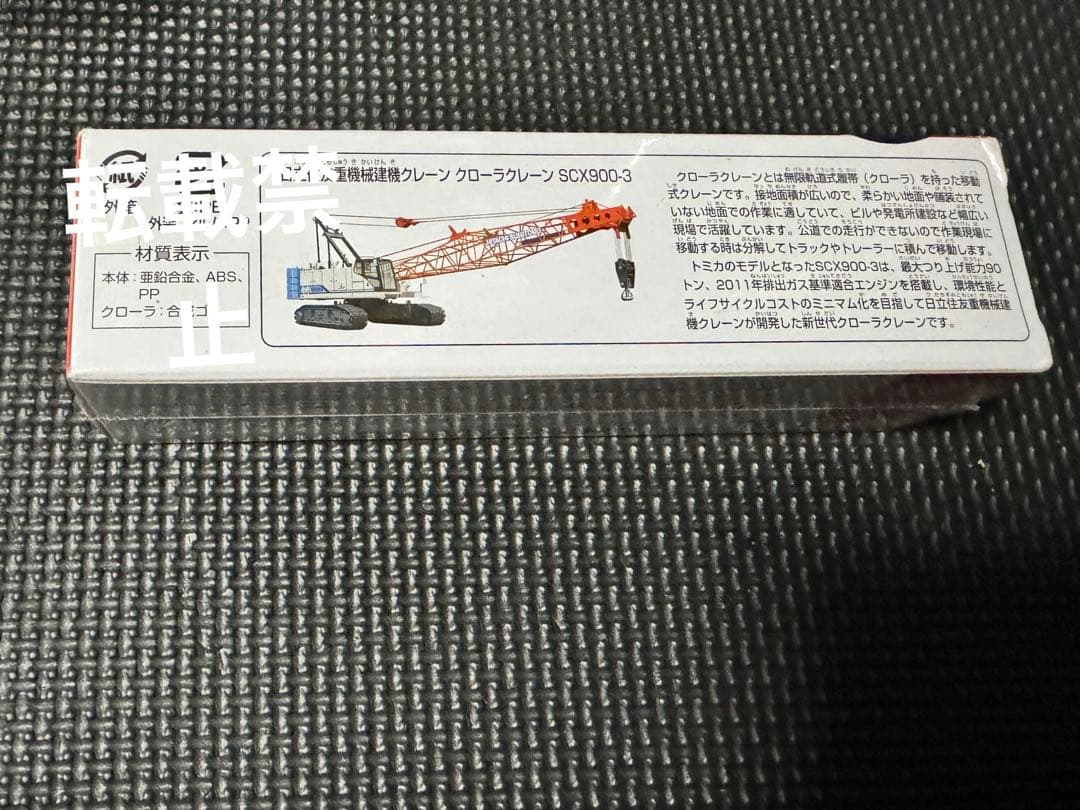 転載禁
止
紙
外産
材質表示
本体：亜鉛合金、ABS、
PP
クローラ：合成ゴ
重機械建機クレーン クローラクレーン SCX900-3
クローラクレーンとは無限軌道式履帯（クローラ）を持った移動
式クレーンです。接地面積が広いので、柔らかい地面や舗装されて
いない地面での作業に適していて、ビルや発電所建設など幅広い
現場で活躍しています。公道での走行ができないので作業現場に
移動する時は分解してトラックやトレーラーに積んで移動します。
トミカのモデルとなったSCX900-3は、最大つり上げ能力90
トン、2011年排出ガス基準適合エンジンを搭載し、環境性能と
ライフサイクルコストのミニマム化を目指して日立住友重機械建
機クレーンが開発した新世代クローラクレーンです。